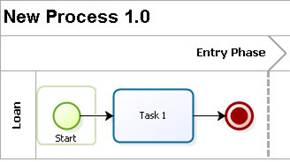 New Process 1.0
Entry Phase
Loan
Start
Task 1